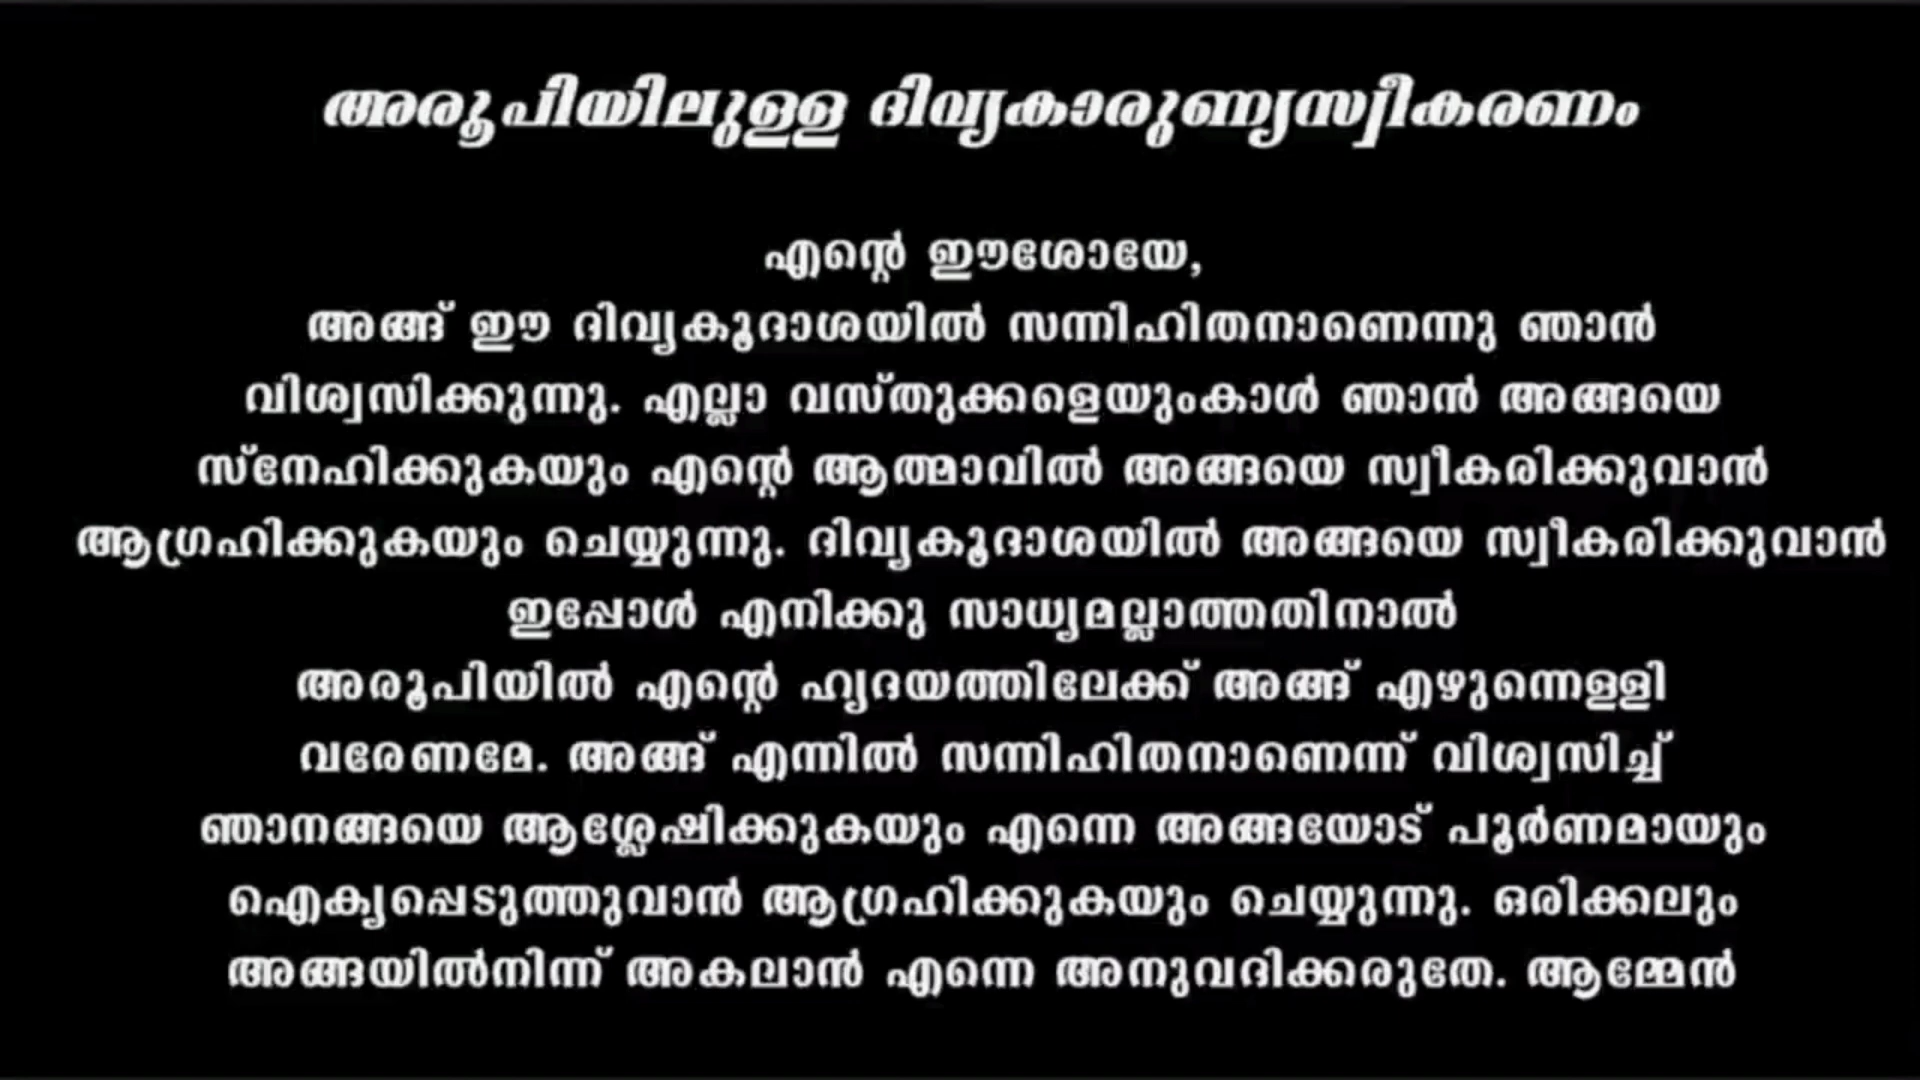 അരൂപിയിലുള്ള ദിവ്യകാരുണ്യസ്വീകരണം
എന്റെ ഈശോയേ,
അങ്ങ് ഈ ദിവ്യകൂദാശയിൽ സന്നിഹിതനാണെന്നു ഞാൻ
വിശ്വസിക്കുന്നു. എല്ലാ വസ്തുക്കളെയുംകാൾ ഞാൻ അങ്ങയെ
സ്നേഹിക്കുകയും എന്റെ ആത്മാവിൽ അങ്ങയെ സ്വീകരിക്കുവാൻ
ആഗ്രഹിക്കുകയും ചെയ്യുന്നു. ദിവ്യകൂദാശയിൽ അങ്ങയെ സ്വീകരിക്കുവാൻ
ഇപ്പോൾ എനിക്കു സാധ്യമല്ലാത്തതിനാൽ
അരൂപിയിൽ എന്റെ ഹൃദയത്തിലേക്ക് അങ്ങ് എഴുന്നെള്ളി
വരേണമേ. അങ്ങ് എന്നിൽ സന്നിഹിതനാണെന്ന് വിശ്വസിച്ച്
ഞാനങ്ങയെ ആശ്ലേഷിക്കുകയും എന്നെ അങ്ങയോട് പൂർണമായും
ഐക്യപ്പെടുത്തുവാൻ ആഗ്രഹിക്കുകയും ചെയ്യുന്നു. ഒരിക്കലും
അങ്ങയിൽനിന്ന് അകലാൻ എന്നെ അനുവദിക്കരുതേ. ആമ്മേൻ